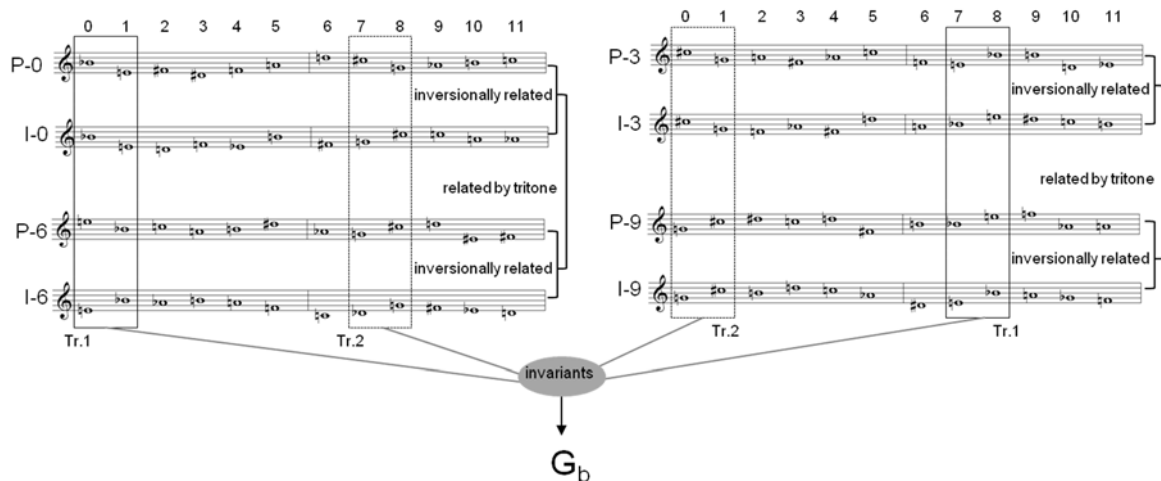 0 1 2 3 4 5 6 7 8 9 10 11
P-0
inversionally related
I-0
related by tritone
P-6
inversionally related
I-6
Tr.1 Tr.2
0 1 2 3 4 5 6 7 8 9 10 11
P-3
inversionally related
I-3
related by tritone
P-9
inversionally related
I-9
Tr.2 Tr.1
invariants
Gb